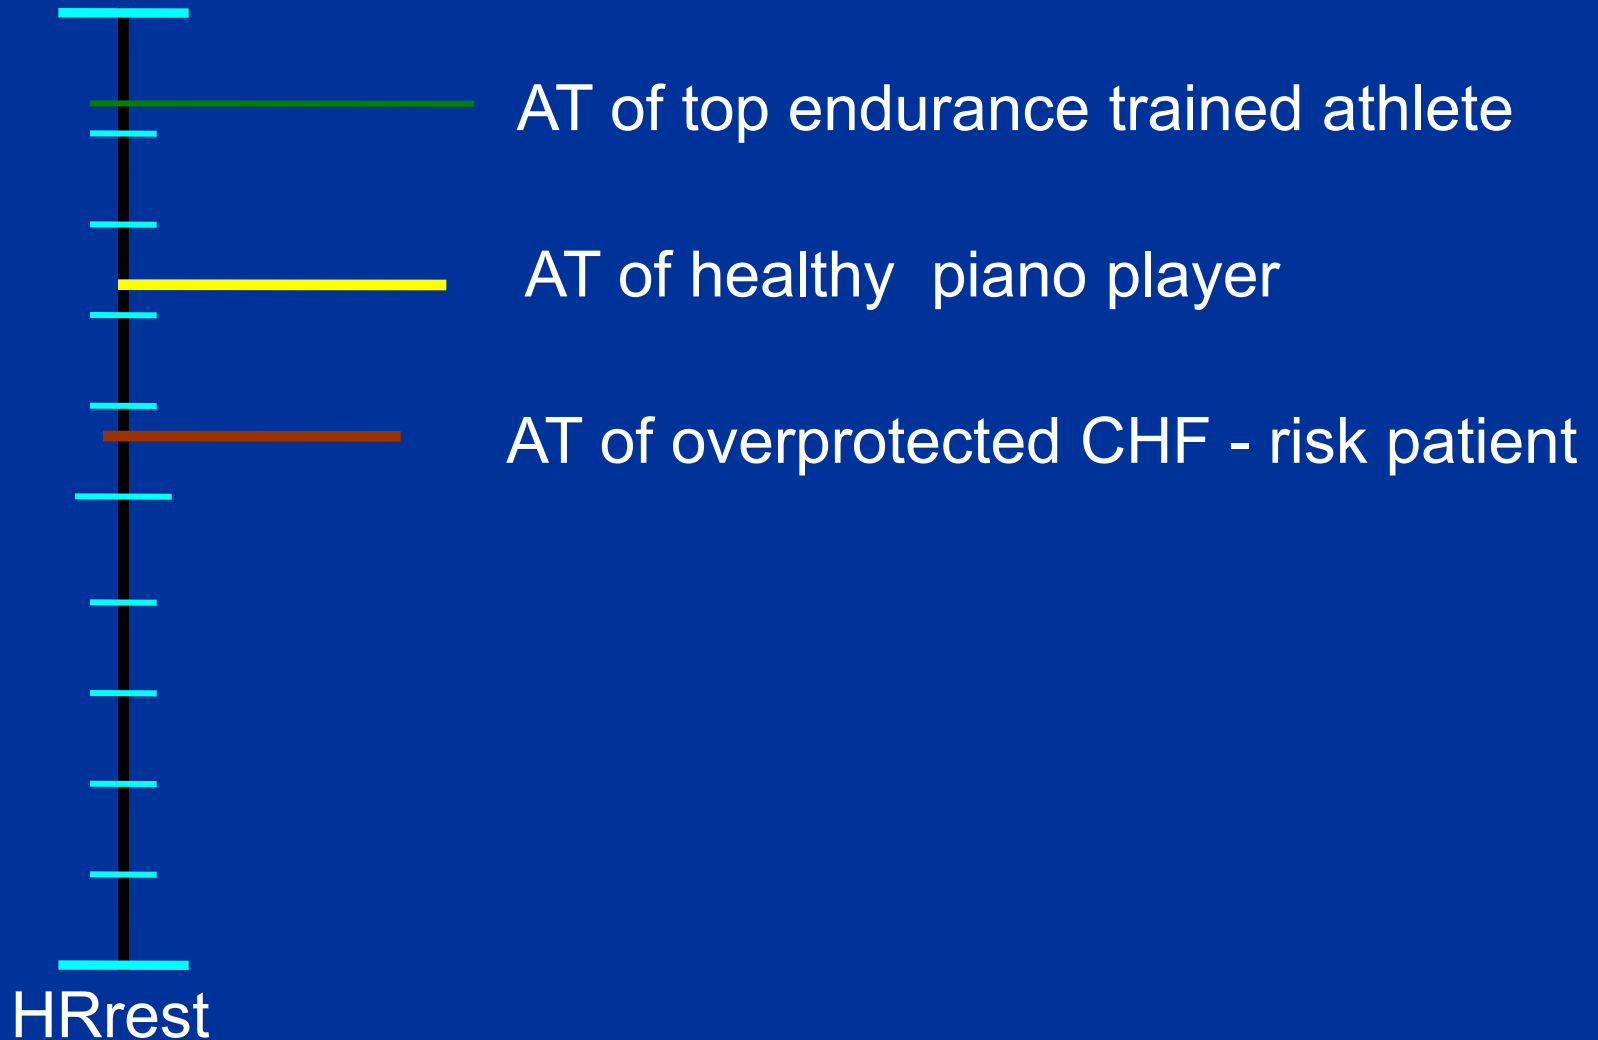 AT of top endurance trained athlete
AT of healthy  piano player
AT of overprotected CHF - risk patient
HRrest